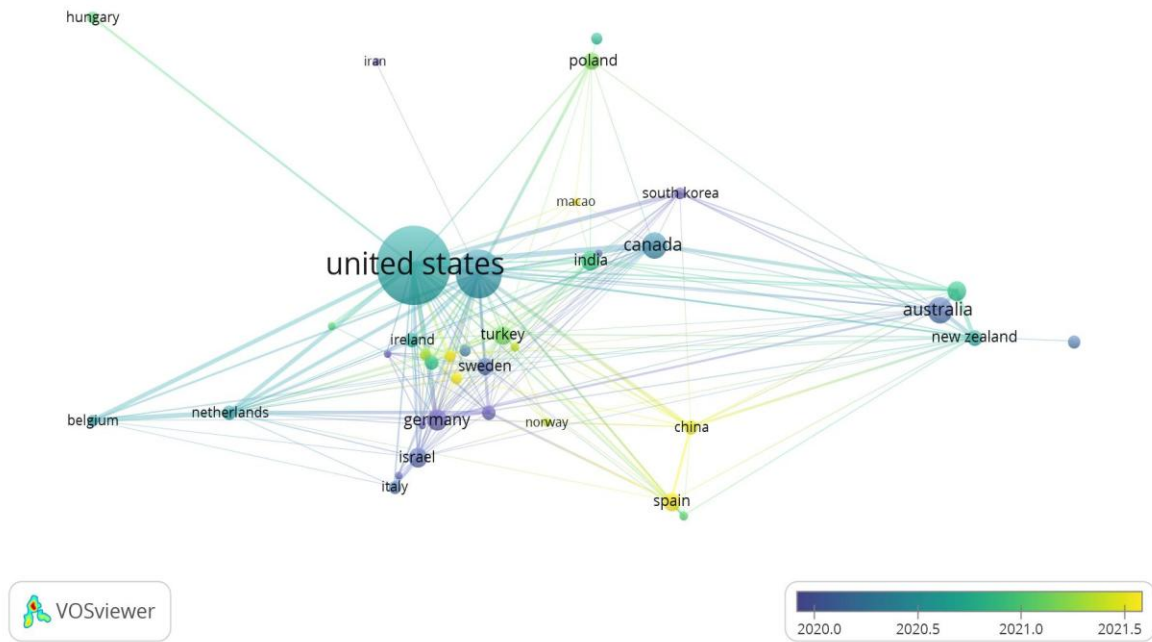 hungary
iran
poland
macao
south korea
canada
india
united states
australia
new zealand
turkey
ireland
sweden
belgium
netherlands
germany
norway
china
israel
italy
spain
VOSviewer
2020.0 2020.5 2021.0 2021.5